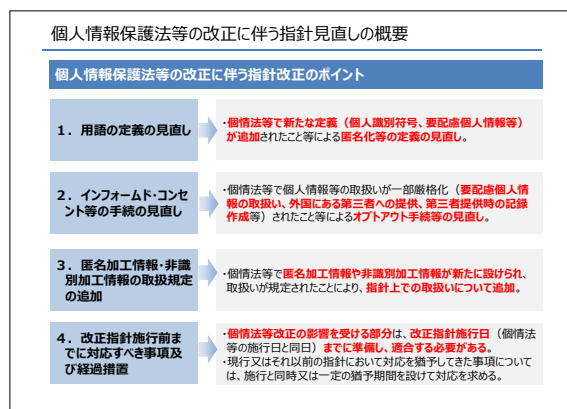 個人情報保護法等の改正に伴う指針見直しの概要
個人情報保護法等の改正に伴う指針改正のポイント
１．用語の定義の見直し
・個情法等で新たな定義（個人識別符号、要配慮個人情報等）
が追加されたこと等による匿名化等の定義の見直し。
２．インフォームド・コンセ
ント等の手続の見直し
・個情法等で個人情報等の取扱いが一部厳格化（要配慮個人情
報の取扱い、外国にある第三者への提供、第三者提供時の記録
作成等）されたこと等によるオプトアウト手続等の見直し。
３．匿名加工情報・非識
別加工情報の取扱規定
の追加
・個情法等で匿名加工情報や非識別加工情報が新たに設けられ、
取扱いが規定されたことにより、指針上での取扱いについて追加。
４．改正指針施行前ま
でに対応すべき事項及
び経過措置
・個情法等改正の影響を受ける部分は、改正指針施行日（個情法
等の施行日と同日）までに準備し、適合する必要がある。
・現行又はそれ以前の指針において対応を猶予してきた事項について
は、施行と同時又は一定の猶予期間を設けて対応を求める。